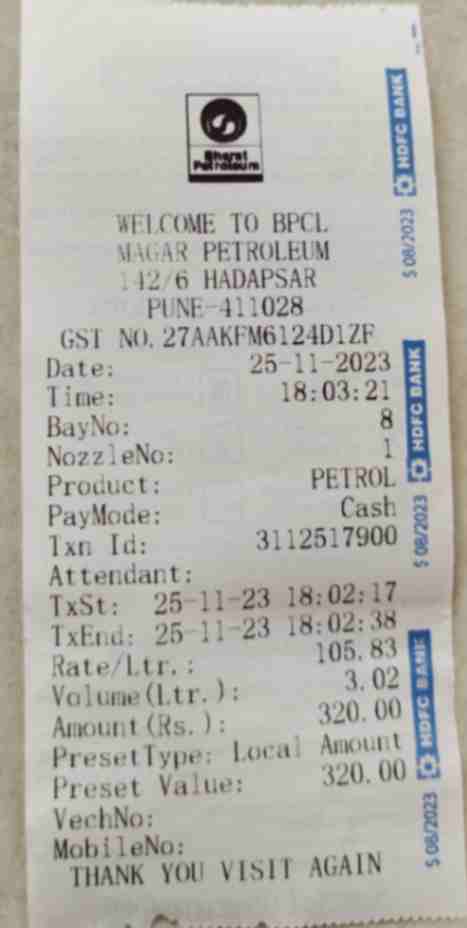 Bharat
Petroleum
WELCOME TO BPCL
MAGAR PETROLEUM
142/6 HADAPSAR
PUNE-411028
GST NO. 27AAKFM6124D1ZF
Date: 25-11-2023
Time: 18:03:21
BayNo: 8
NozzleNo: 1
Product: PETROL
PayMode: Cash
Txn Id: 3112517900
Attendant:
TxSt: 25-11-23 18:02:17
TxEnd: 25-11-23 18:02:38
Rate/Ltr.: 105.83
Volume(Ltr.): 3.02
Amount(Rs.): 320.00
PresetType: Local Amount
Preset Value: 320.00
VechNo:
MobileNo:
THANK YOU VISIT AGAIN
HDFC BANK
S 08/2023
HDFC BANK
S 08/2023
HDFC BANK
S 08/2023